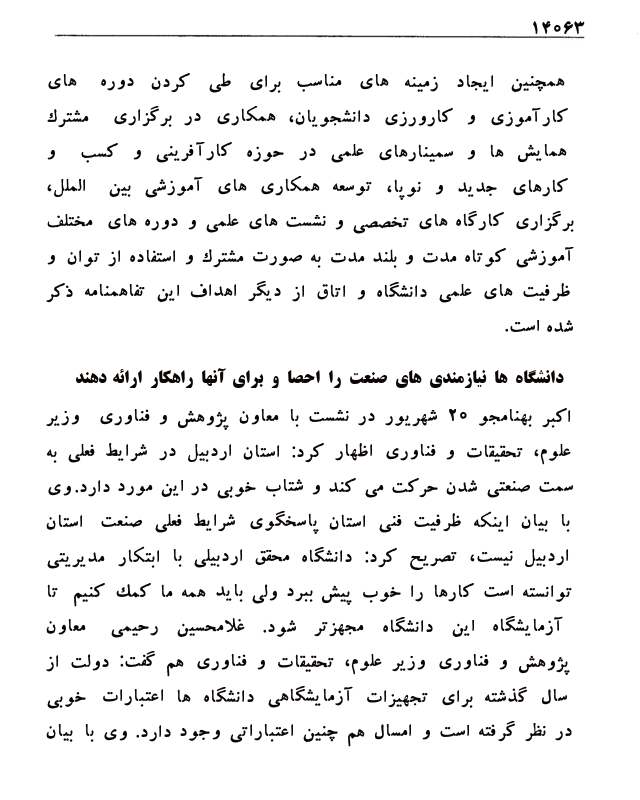 ۱۴۰۶۳
همچنین ایجاد زمینه های مناسب برای طی کردن دوره های
کارآموزی و کارورزی دانشجویان، همکاری در برگزاری مشترك
همایش ها و سمینارهای علمی در حوزه کارآفرینی و کسب و
کارهای جدید و نوپا، توسعه همکاری های آموزشی بین الملل،
برگزاری کارگاه های تخصصی و نشست های علمی و دوره های مختلف
آموزشی کوتاه مدت و بلند مدت به صورت مشترك و استفاده از توان و
ظرفیت های علمی دانشگاه و اتاق از دیگر اهداف این تفاهمنامه ذکر
شده است.
دانشگاه ها نیازمندی های صنعت را احصا و برای آنها راهکار ارائه دهند
اکبر بهنامجو ۲۵ شهریور در نشست با معاون پژوهش و فناوری وزیر
علوم، تحقیقات و فناوری اظهار کرد: استان اردبیل در شرایط فعلی به
سمت صنعتی شدن حرکت می کند و شتاب خوبی در این مورد دارد.وی
با بیان اینکه ظرفیت فنی استان پاسخگوی شرایط فعلی صنعت استان
اردبیل نیست، تصریح کرد: دانشگاه محقق اردبیلی با ابتکار مدیریتی
توانسته است کارها را خوب پیش ببرد ولی باید همه ما کمك کنیم تا
آزمایشگاه این دانشگاه مجهزتر شود. غلامحسین رحیمی معاون
پژوهش و فناوری وزیر علوم، تحقیقات و فناوری هم گفت: دولت از
سال گذشته برای تجهیزات آزمایشگاهی دانشگاه ها اعتبارات خوبی
در نظر گرفته است و امسال هم چنین اعتباراتی وجود دارد. وی با بیان